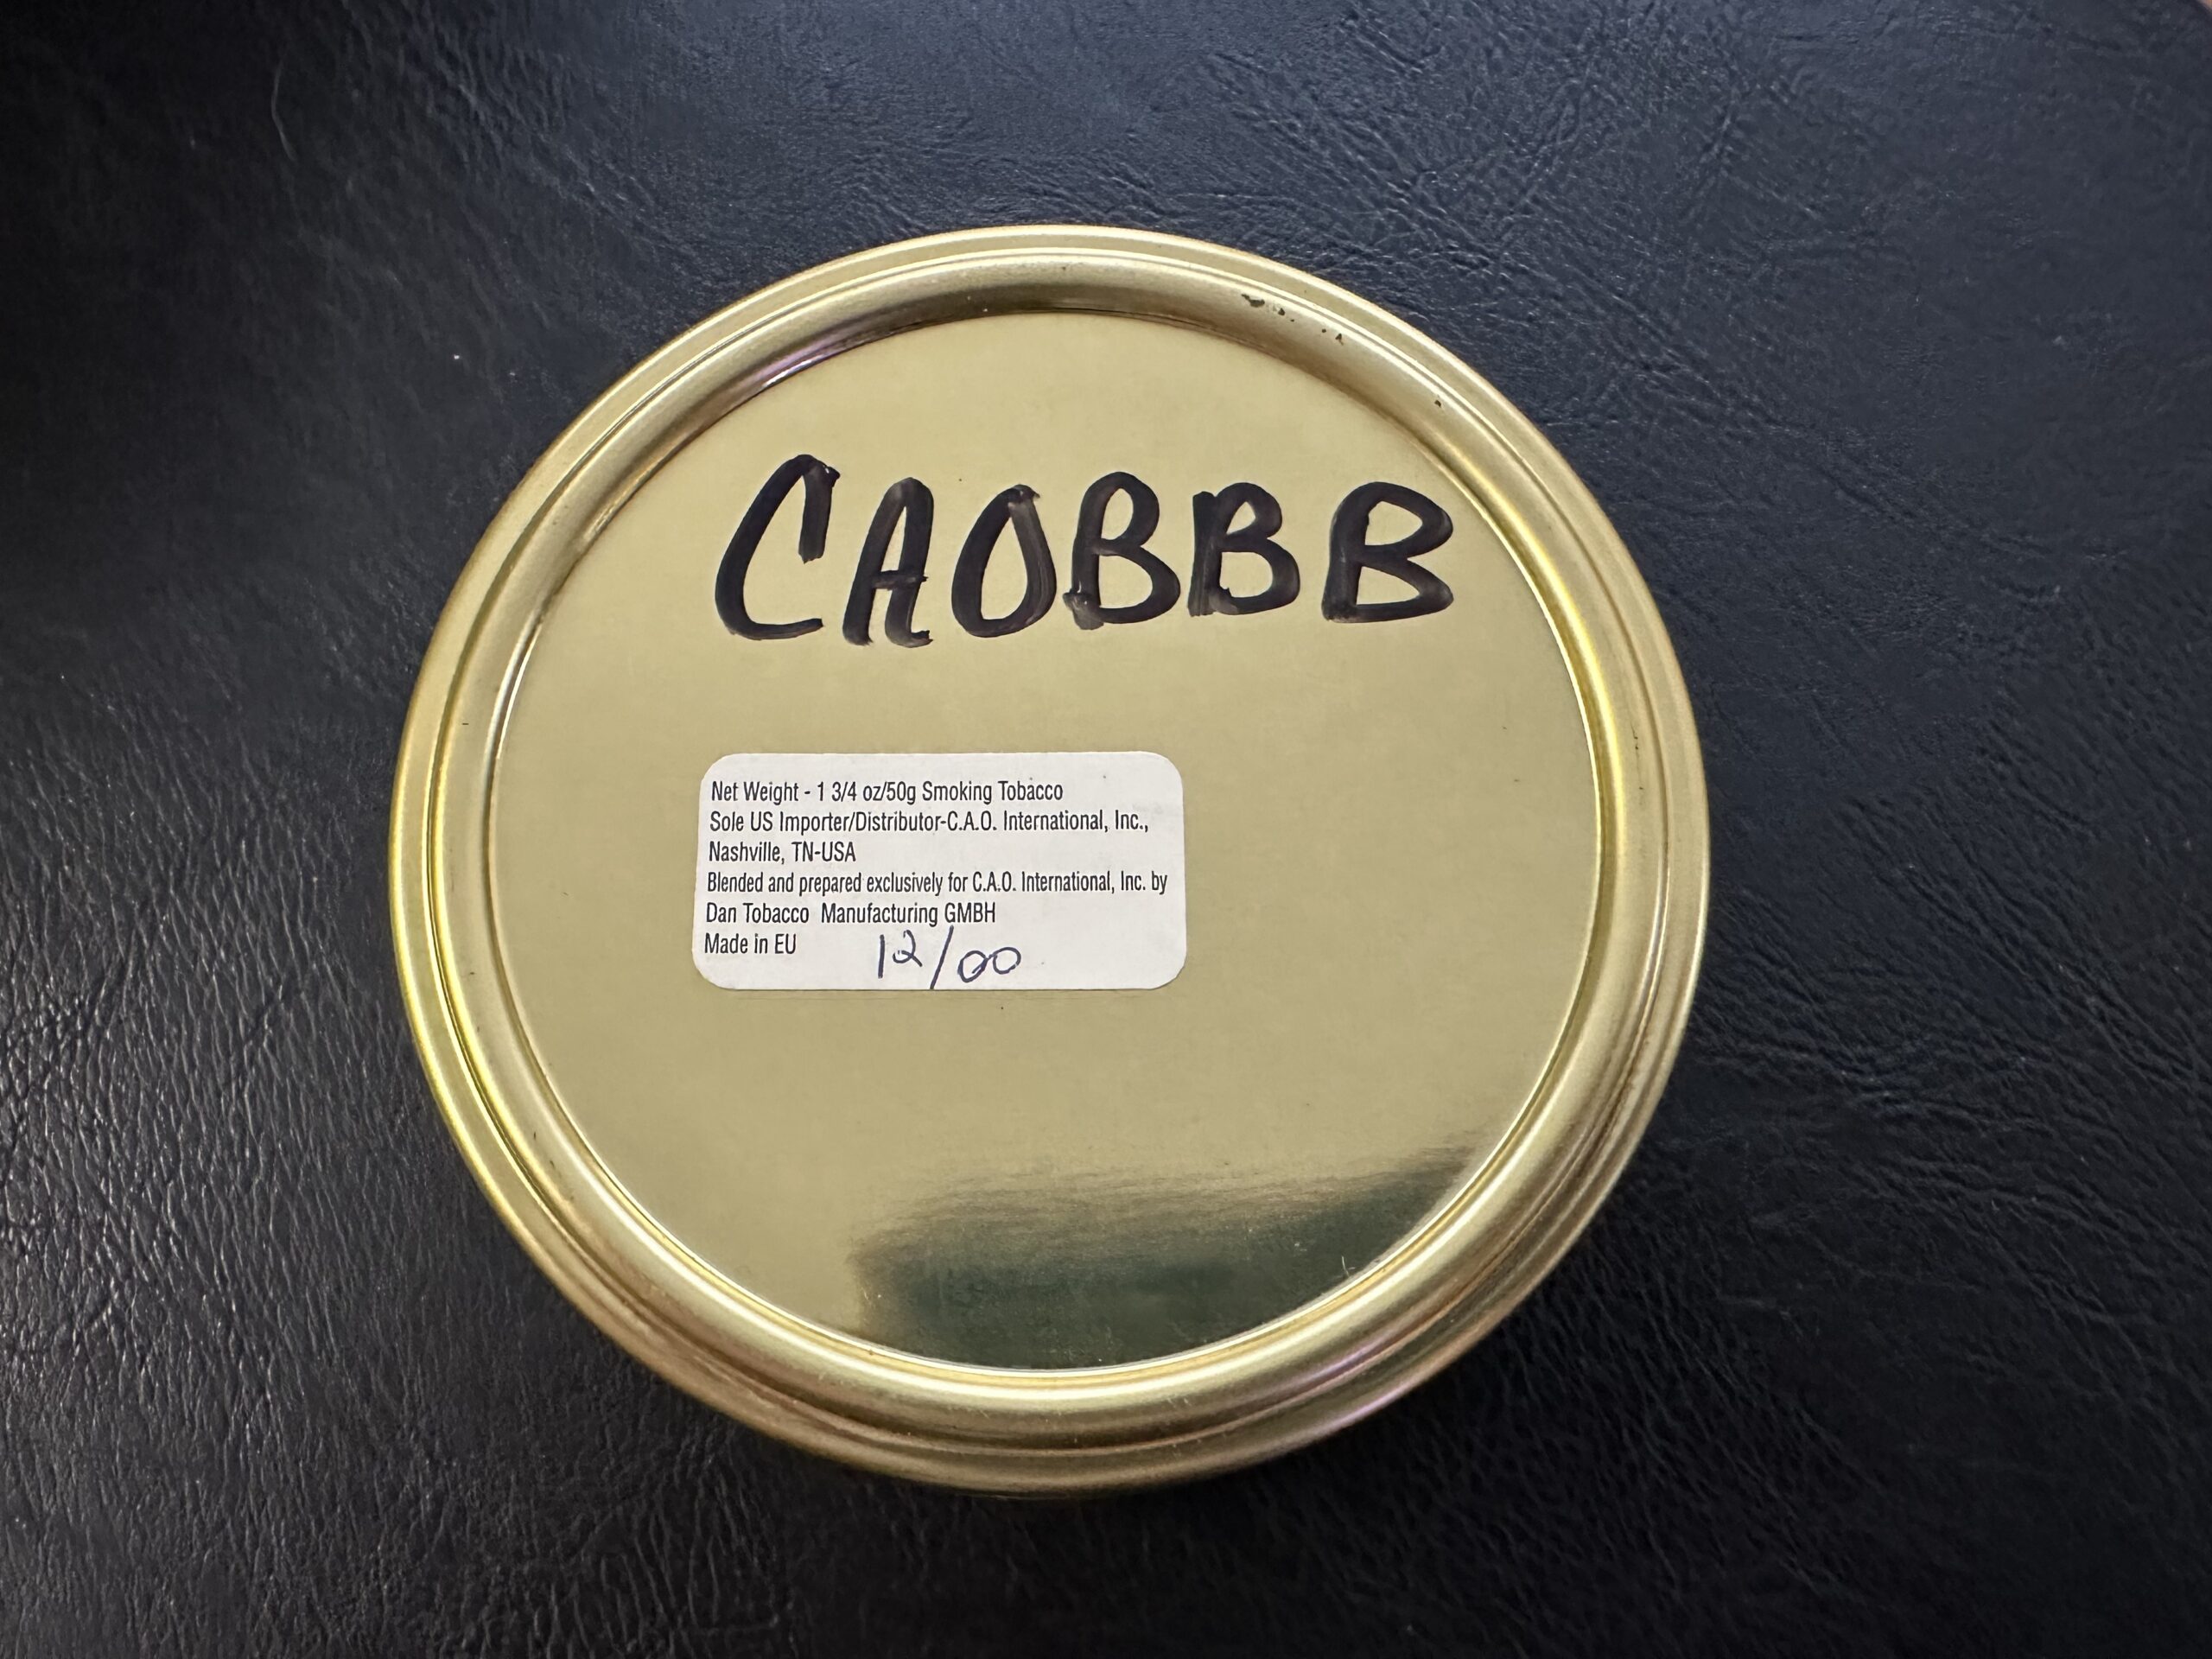 CAOBBB
Net Weight - 1 3/4 oz/50g Smoking Tobacco
Sole US Importer/Distributor-C.A.O. International, Inc.,
Nashville, TN-USA
Blended and prepared exclusively for C.A.O. International, Inc. by
Dan Tobacco Manufacturing GMBH
Made in EU 12/00